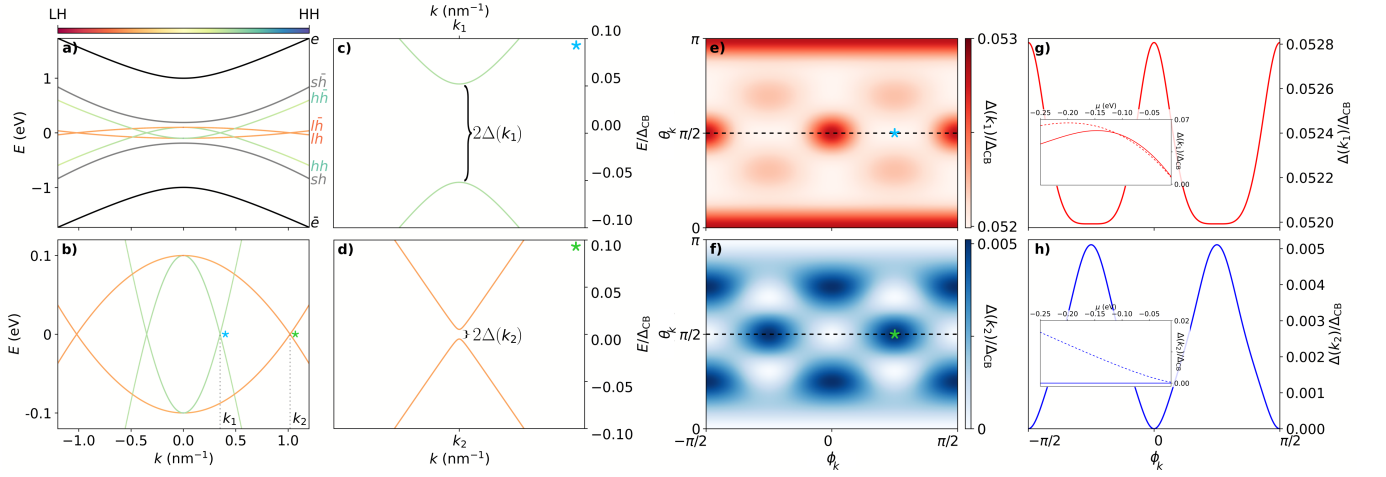 LH HH
a)
e
sh̄
hh̄
lh̄
lh
hh
sh
ē
1
0
−1
E (eV)
b)
0.1
0
-0.1
E (eV)
k₁
k₂
−1.0 −0.5 0.0 0.5 1.0
k (nm⁻¹)
k (nm⁻¹)
k₁
c)
2Δ(k₁)
0.10
0.05
0.00
−0.05
−0.10
E/Δ_CB
d)
2Δ(k₂)
0.10
0.05
0.00
−0.05
−0.10
E/Δ_CB
k₂
k (nm⁻¹)
e)
π
π/2
0
θ_k
0.053
0.052
Δ(k₁)/Δ_CB
f)
π
π/2
0
θ_k
0.005
0
Δ(k₂)/Δ_CB
−π/2 0 π/2
ϕ_k
g)
μ (eV)
−0.25 −0.20 −0.15 −0.10 −0.05
0.07
0.00
Δ(k₁)/Δ_CB
0.0528
0.0526
0.0524
0.0522
0.0520
Δ(k₁)/Δ_CB
h)
μ (eV)
−0.25 −0.20 −0.15 −0.10 −0.05
0.02
0.00
Δ(k₂)/Δ_CB
0.005
0.004
0.003
0.002
0.001
0.000
Δ(k₂)/Δ_CB
−π/2 0 π/2
ϕ_k